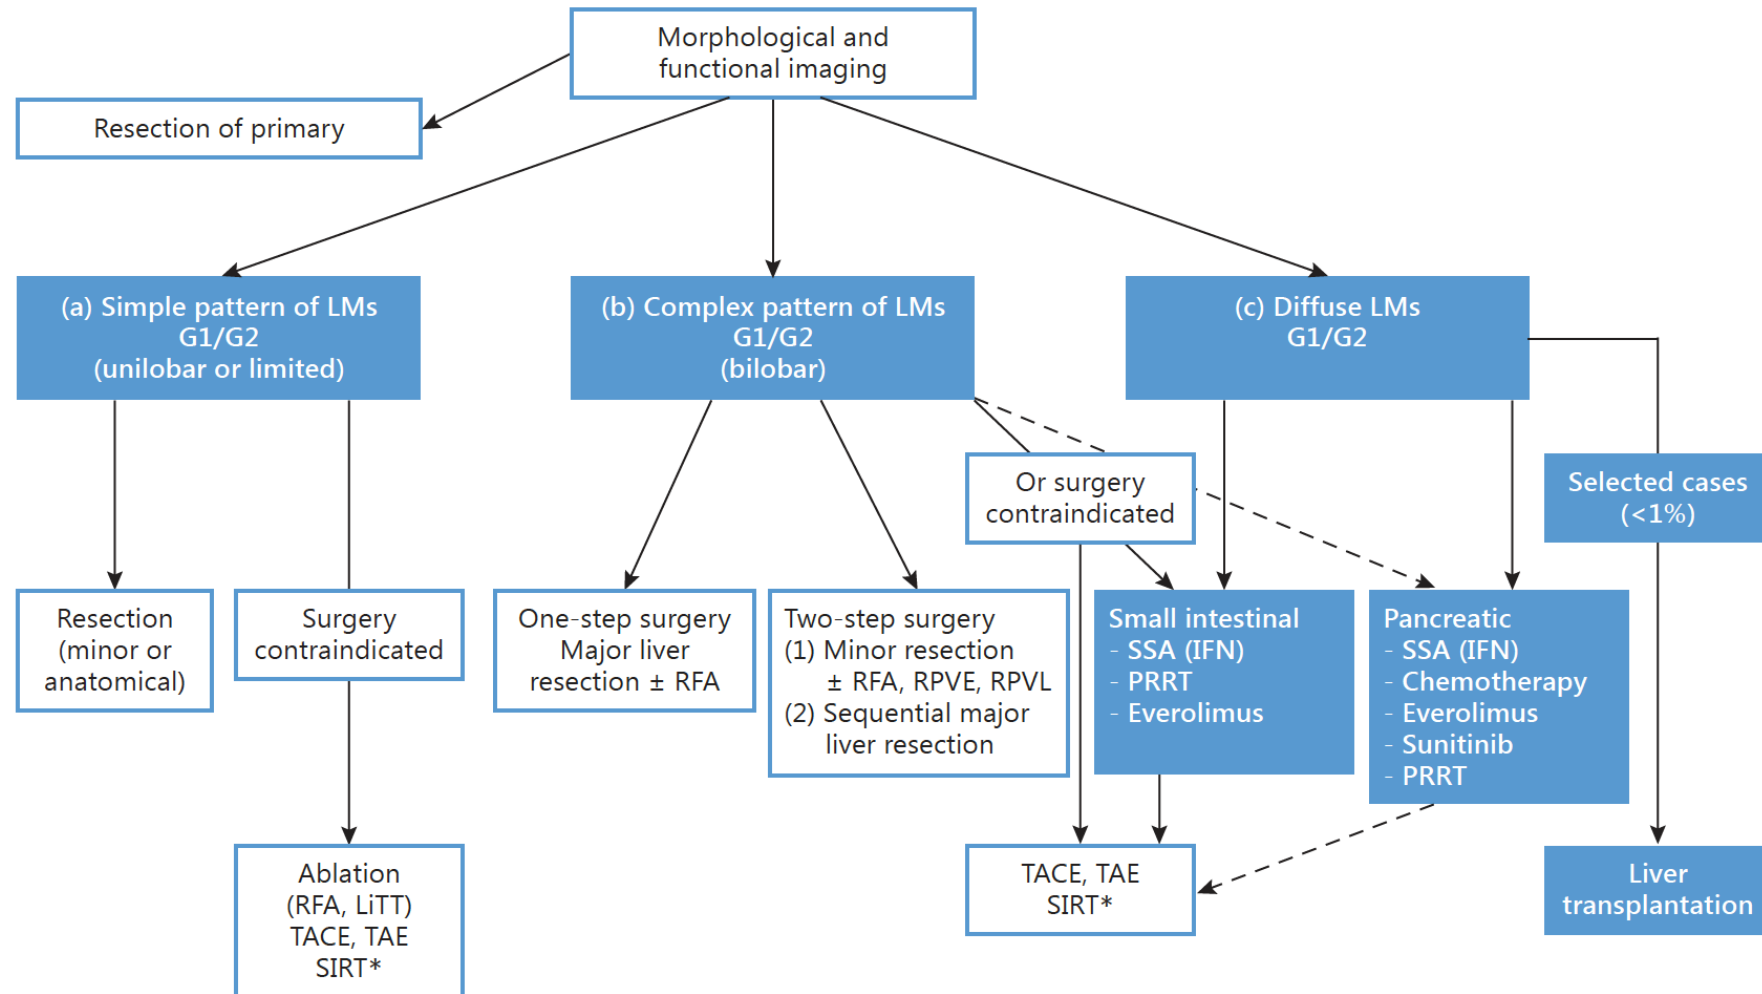 Morphological and
functional imaging
Resection of primary
(a) Simple pattern of LMs
G1/G2
(unilobar or limited)
(b) Complex pattern of LMs
G1/G2
(bilobar)
(c) Diffuse LMs
G1/G2
Or surgery
contraindicated
Selected cases
(<1%)
Resection
(minor or
anatomical)
Surgery
contraindicated
One-step surgery
Major liver
resection ± RFA
Two-step surgery
(1) Minor resection
± RFA, RPVE, RPVL
(2) Sequential major
liver resection
Small intestinal
- SSA (IFN)
- PRRT
- Everolimus
Pancreatic
- SSA (IFN)
- Chemotherapy
- Everolimus
- Sunitinib
- PRRT
Ablation
(RFA, LiTT)
TACE, TAE
SIRT*
TACE, TAE
SIRT*
Liver
transplantation